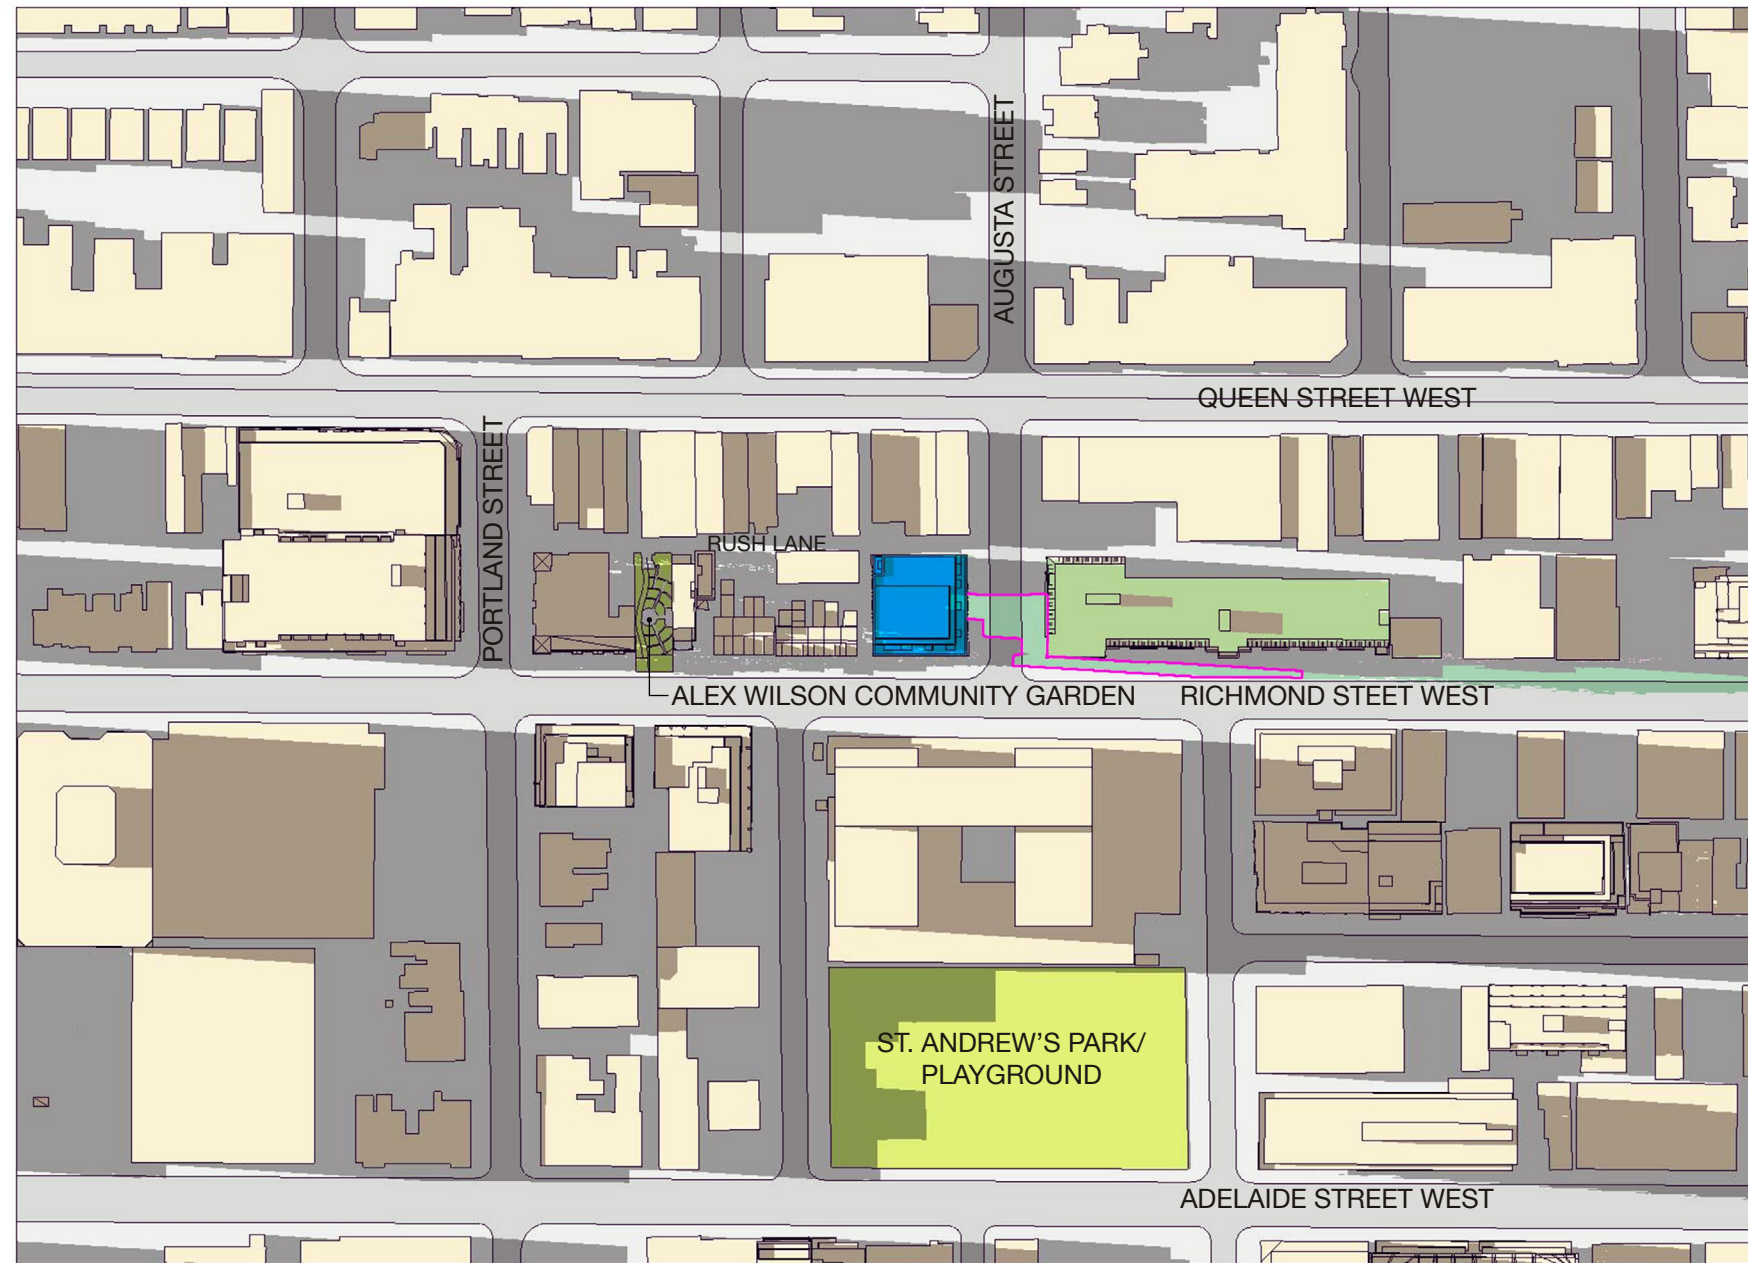 AUGUSTA STREET
QUEEN STREET WEST
PORTLAND STREET
RUSH LANE
ALEX WILSON COMMUNITY GARDEN
RICHMOND STEET WEST
ST. ANDREW'S PARK/
PLAYGROUND
ADELAIDE STREET WEST